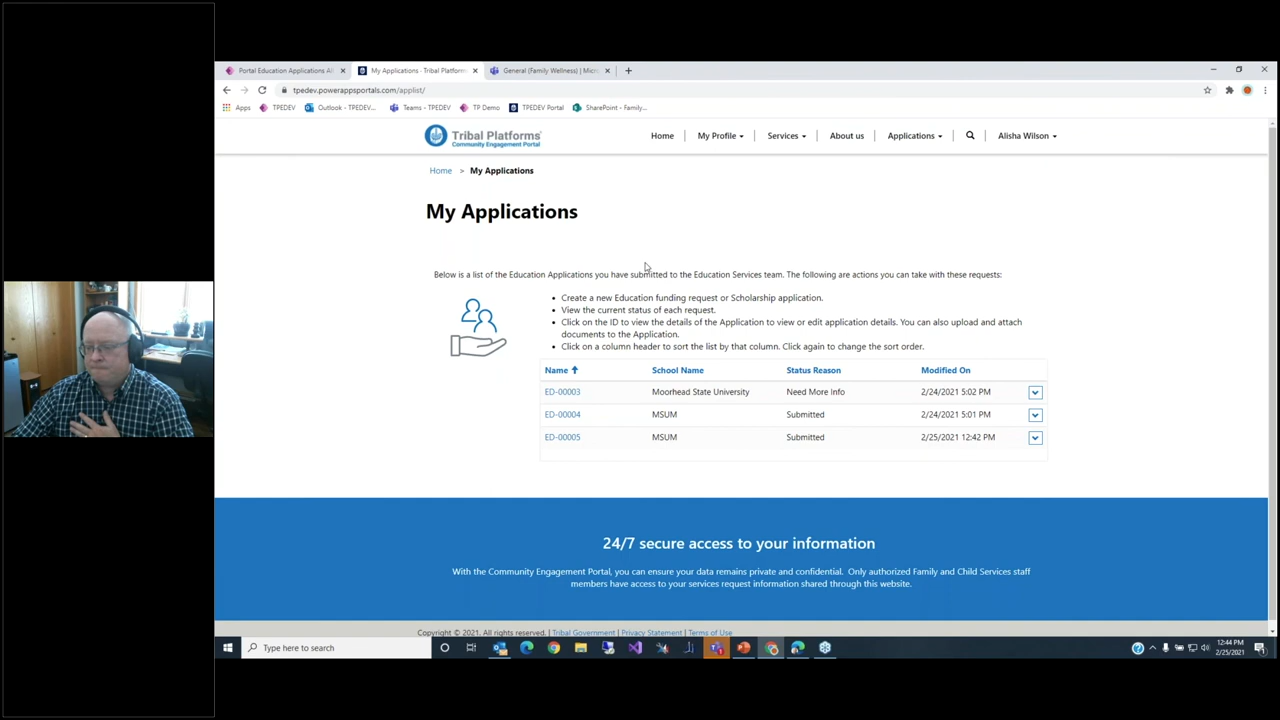 Portal Education Applications Al
My Applications - Tribal Platforms
General (Family Wellness) | Micro
tpedev.powerappsportals.com/applist/
Apps TPEDEV Outlook - TPEDEV... Teams - TPEDEV TP Demo TPEDEV Portal SharePoint - Family...
Tribal Platforms
Community Engagement Portal
Home My Profile Services About us Applications Alisha Wilson
Home > My Applications
My Applications
Below is a list of the Education Applications you have submitted to the Education Services team. The following are actions you can take with these requests:
• Create a new Education funding request or Scholarship application.
• View the current status of each request.
• Click on the ID to view the details of the Application to view or edit application details. You can also upload and attach
documents to the Application.
• Click on a column header to sort the list by that column. Click again to change the sort order.
Name School Name Status Reason Modified On
ED-00003 Moorhead State University Need More Info 2/24/2021 5:02 PM
ED-00004 MSUM Submitted 2/24/2021 5:01 PM
ED-00005 MSUM Submitted 2/25/2021 12:42 PM
24/7 secure access to your information
With the Community Engagement Portal, you can ensure your data remains private and confidential. Only authorized Family and Child Services staff
members have access to your services request information shared through this website.
Copyright © 2021. All rights reserved. | Tribal Government | Privacy Statement | Terms of Use
Type here to search
12:44 PM
2/25/2021